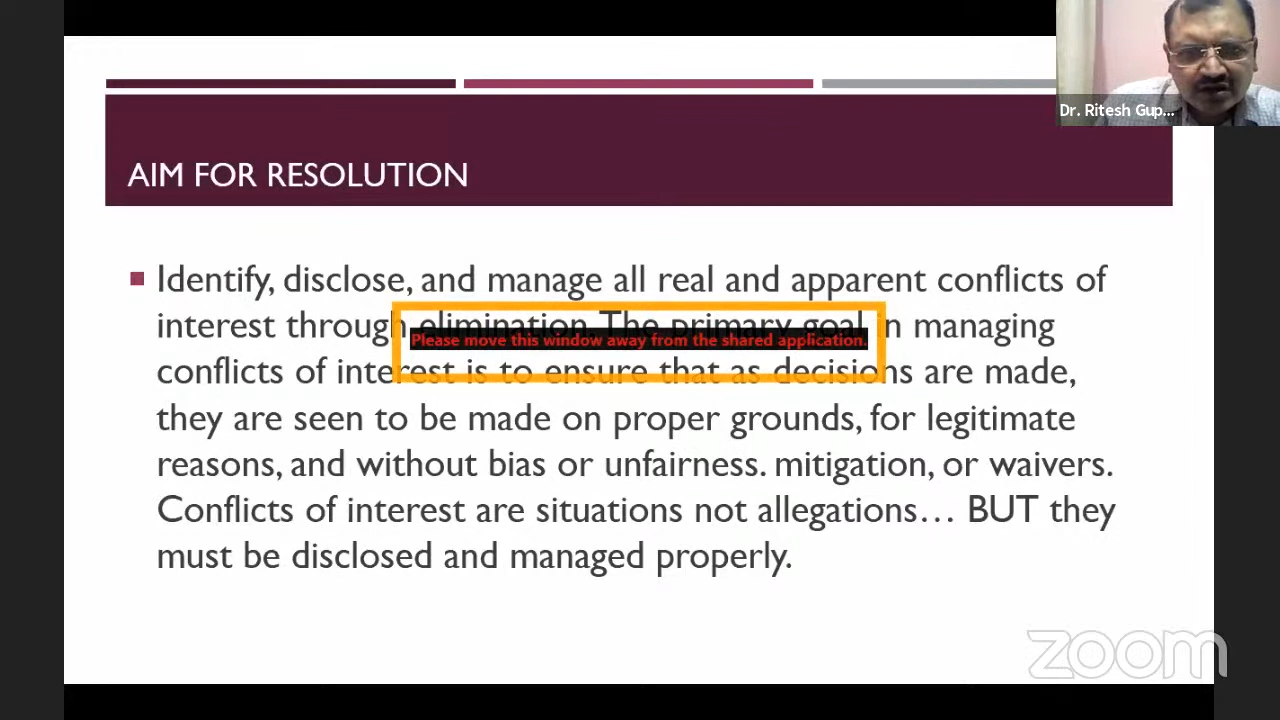 Dr. Ritesh Gup...
AIM FOR RESOLUTION
Identify, disclose, and manage all real and apparent conflicts of
interest through elimination. The primary goal in managing
Please move this window away from the shared application.
conflicts of interest is to ensure that as decisions are made,
they are seen to be made on proper grounds, for legitimate
reasons, and without bias or unfairness. mitigation, or waivers.
Conflicts of interest are situations not allegations... BUT they
must be disclosed and managed properly.
zoom